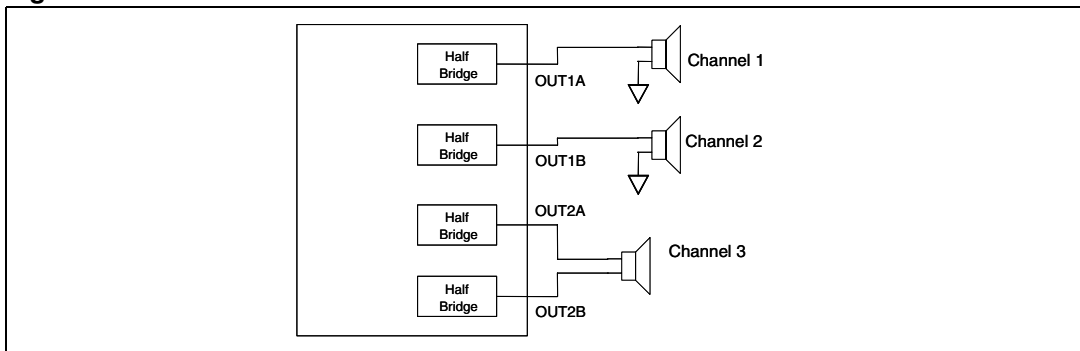 Half
Bridge
OUT1A
Channel 1
Half
Bridge
OUT1B
Channel 2
Half
Bridge
OUT2A
Channel 3
Half
Bridge
OUT2B